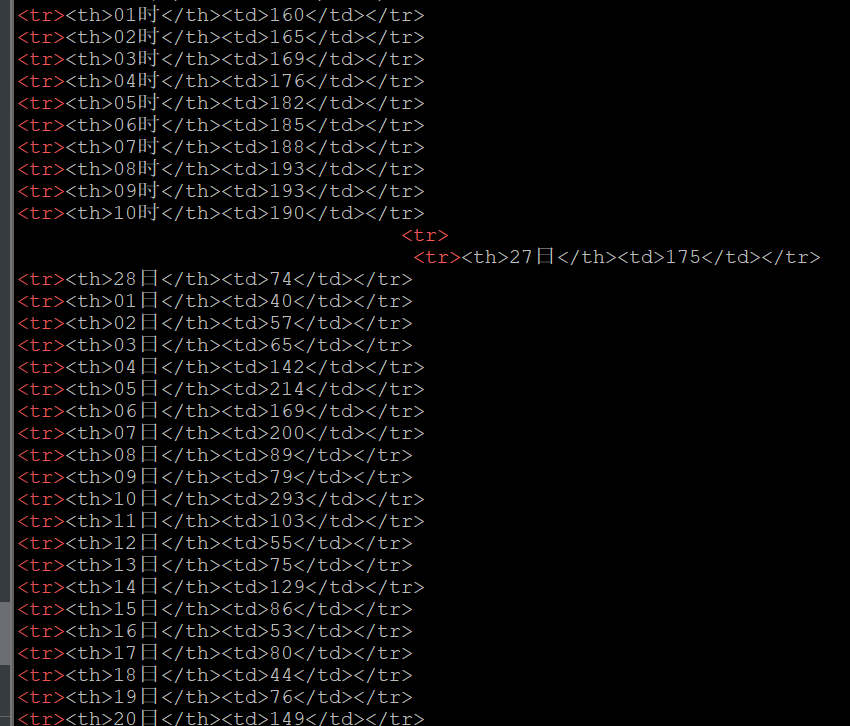 <tr><th>01时</th><td>160</td></tr>
<tr><th>02时</th><td>165</td></tr>
<tr><th>03时</th><td>169</td></tr>
<tr><th>04时</th><td>176</td></tr>
<tr><th>05时</th><td>182</td></tr>
<tr><th>06时</th><td>185</td></tr>
<tr><th>07时</th><td>188</td></tr>
<tr><th>08时</th><td>193</td></tr>
<tr><th>09时</th><td>193</td></tr>
<tr><th>10时</th><td>190</td></tr>
<tr>
<tr><th>27日</th><td>175</td></tr>
<tr><th>28日</th><td>74</td></tr>
<tr><th>01日</th><td>40</td></tr>
<tr><th>02日</th><td>57</td></tr>
<tr><th>03日</th><td>65</td></tr>
<tr><th>04日</th><td>142</td></tr>
<tr><th>05日</th><td>214</td></tr>
<tr><th>06日</th><td>169</td></tr>
<tr><th>07日</th><td>200</td></tr>
<tr><th>08日</th><td>89</td></tr>
<tr><th>09日</th><td>79</td></tr>
<tr><th>10日</th><td>293</td></tr>
<tr><th>11日</th><td>103</td></tr>
<tr><th>12日</th><td>55</td></tr>
<tr><th>13日</th><td>75</td></tr>
<tr><th>14日</th><td>129</td></tr>
<tr><th>15日</th><td>86</td></tr>
<tr><th>16日</th><td>53</td></tr>
<tr><th>17日</th><td>80</td></tr>
<tr><th>18日</th><td>44</td></tr>
<tr><th>19日</th><td>76</td></tr>
<tr><th>20日</th><td>149</td></tr>